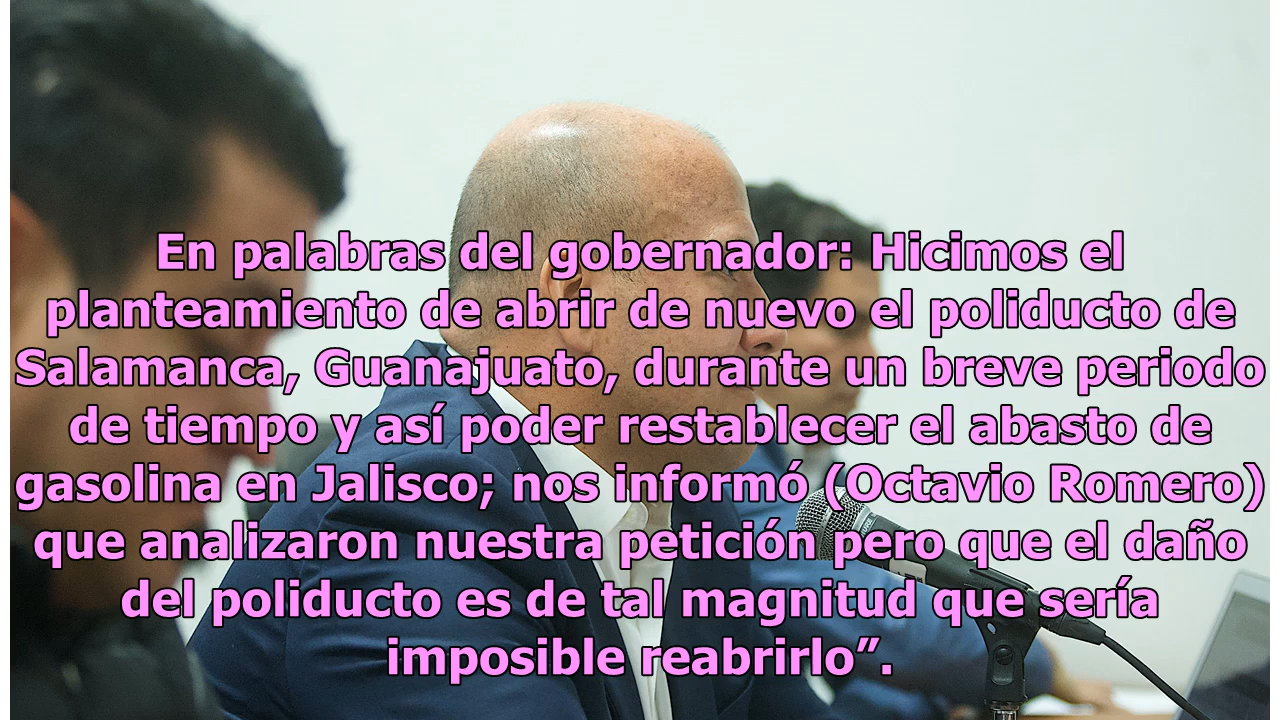 En palabras del gobernador: Hicimos el
planteamiento de abrir de nuevo el poliducto de
Salamanca, Guanajuato, durante un breve periodo
de tiempo y así poder restablecer el abasto de
gasolina en Jalisco; nos informó (Octavio Romero)
que analizaron nuestra petición pero que el daño
del poliducto es de tal magnitud que sería
imposible reabrirlo”.